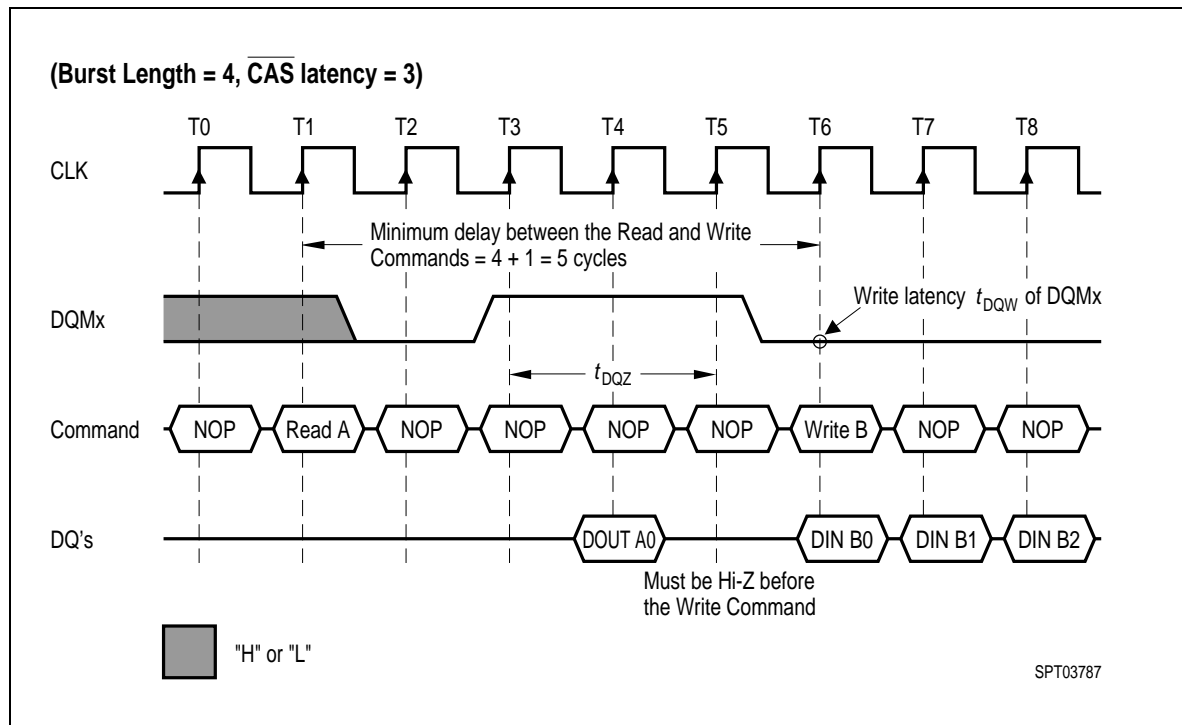 (Burst Length = 4, CAS latency = 3)
T0 T1 T2 T3 T4 T5 T6 T7 T8
CLK
Minimum delay between the Read and Write
Commands = 4 + 1 = 5 cycles
Write latency tDQW of DQMx
DQMx
tDQZ
Command NOP Read A NOP NOP NOP NOP Write B NOP NOP
DQ's DOUT A0 DIN B0 DIN B1 DIN B2
Must be Hi-Z before
the Write Command
"H" or "L"
SPT03787